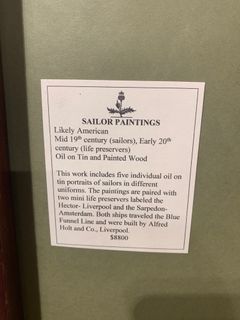 SAILOR PAINTINGS
Likely American
Mid 19th century (sailors), Early 20th
century (life preservers)
Oil on Tin and Painted Wood
This work includes five individual oil on
tin portraits of sailors in different
uniforms. The paintings are paired with
two mini life preservers labeled the
Hector- Liverpool and the Sarpedon-
Amsterdam. Both ships traveled the Blue
Funnel Line and were built by Alfred
Holt and Co., Liverpool.
$8800